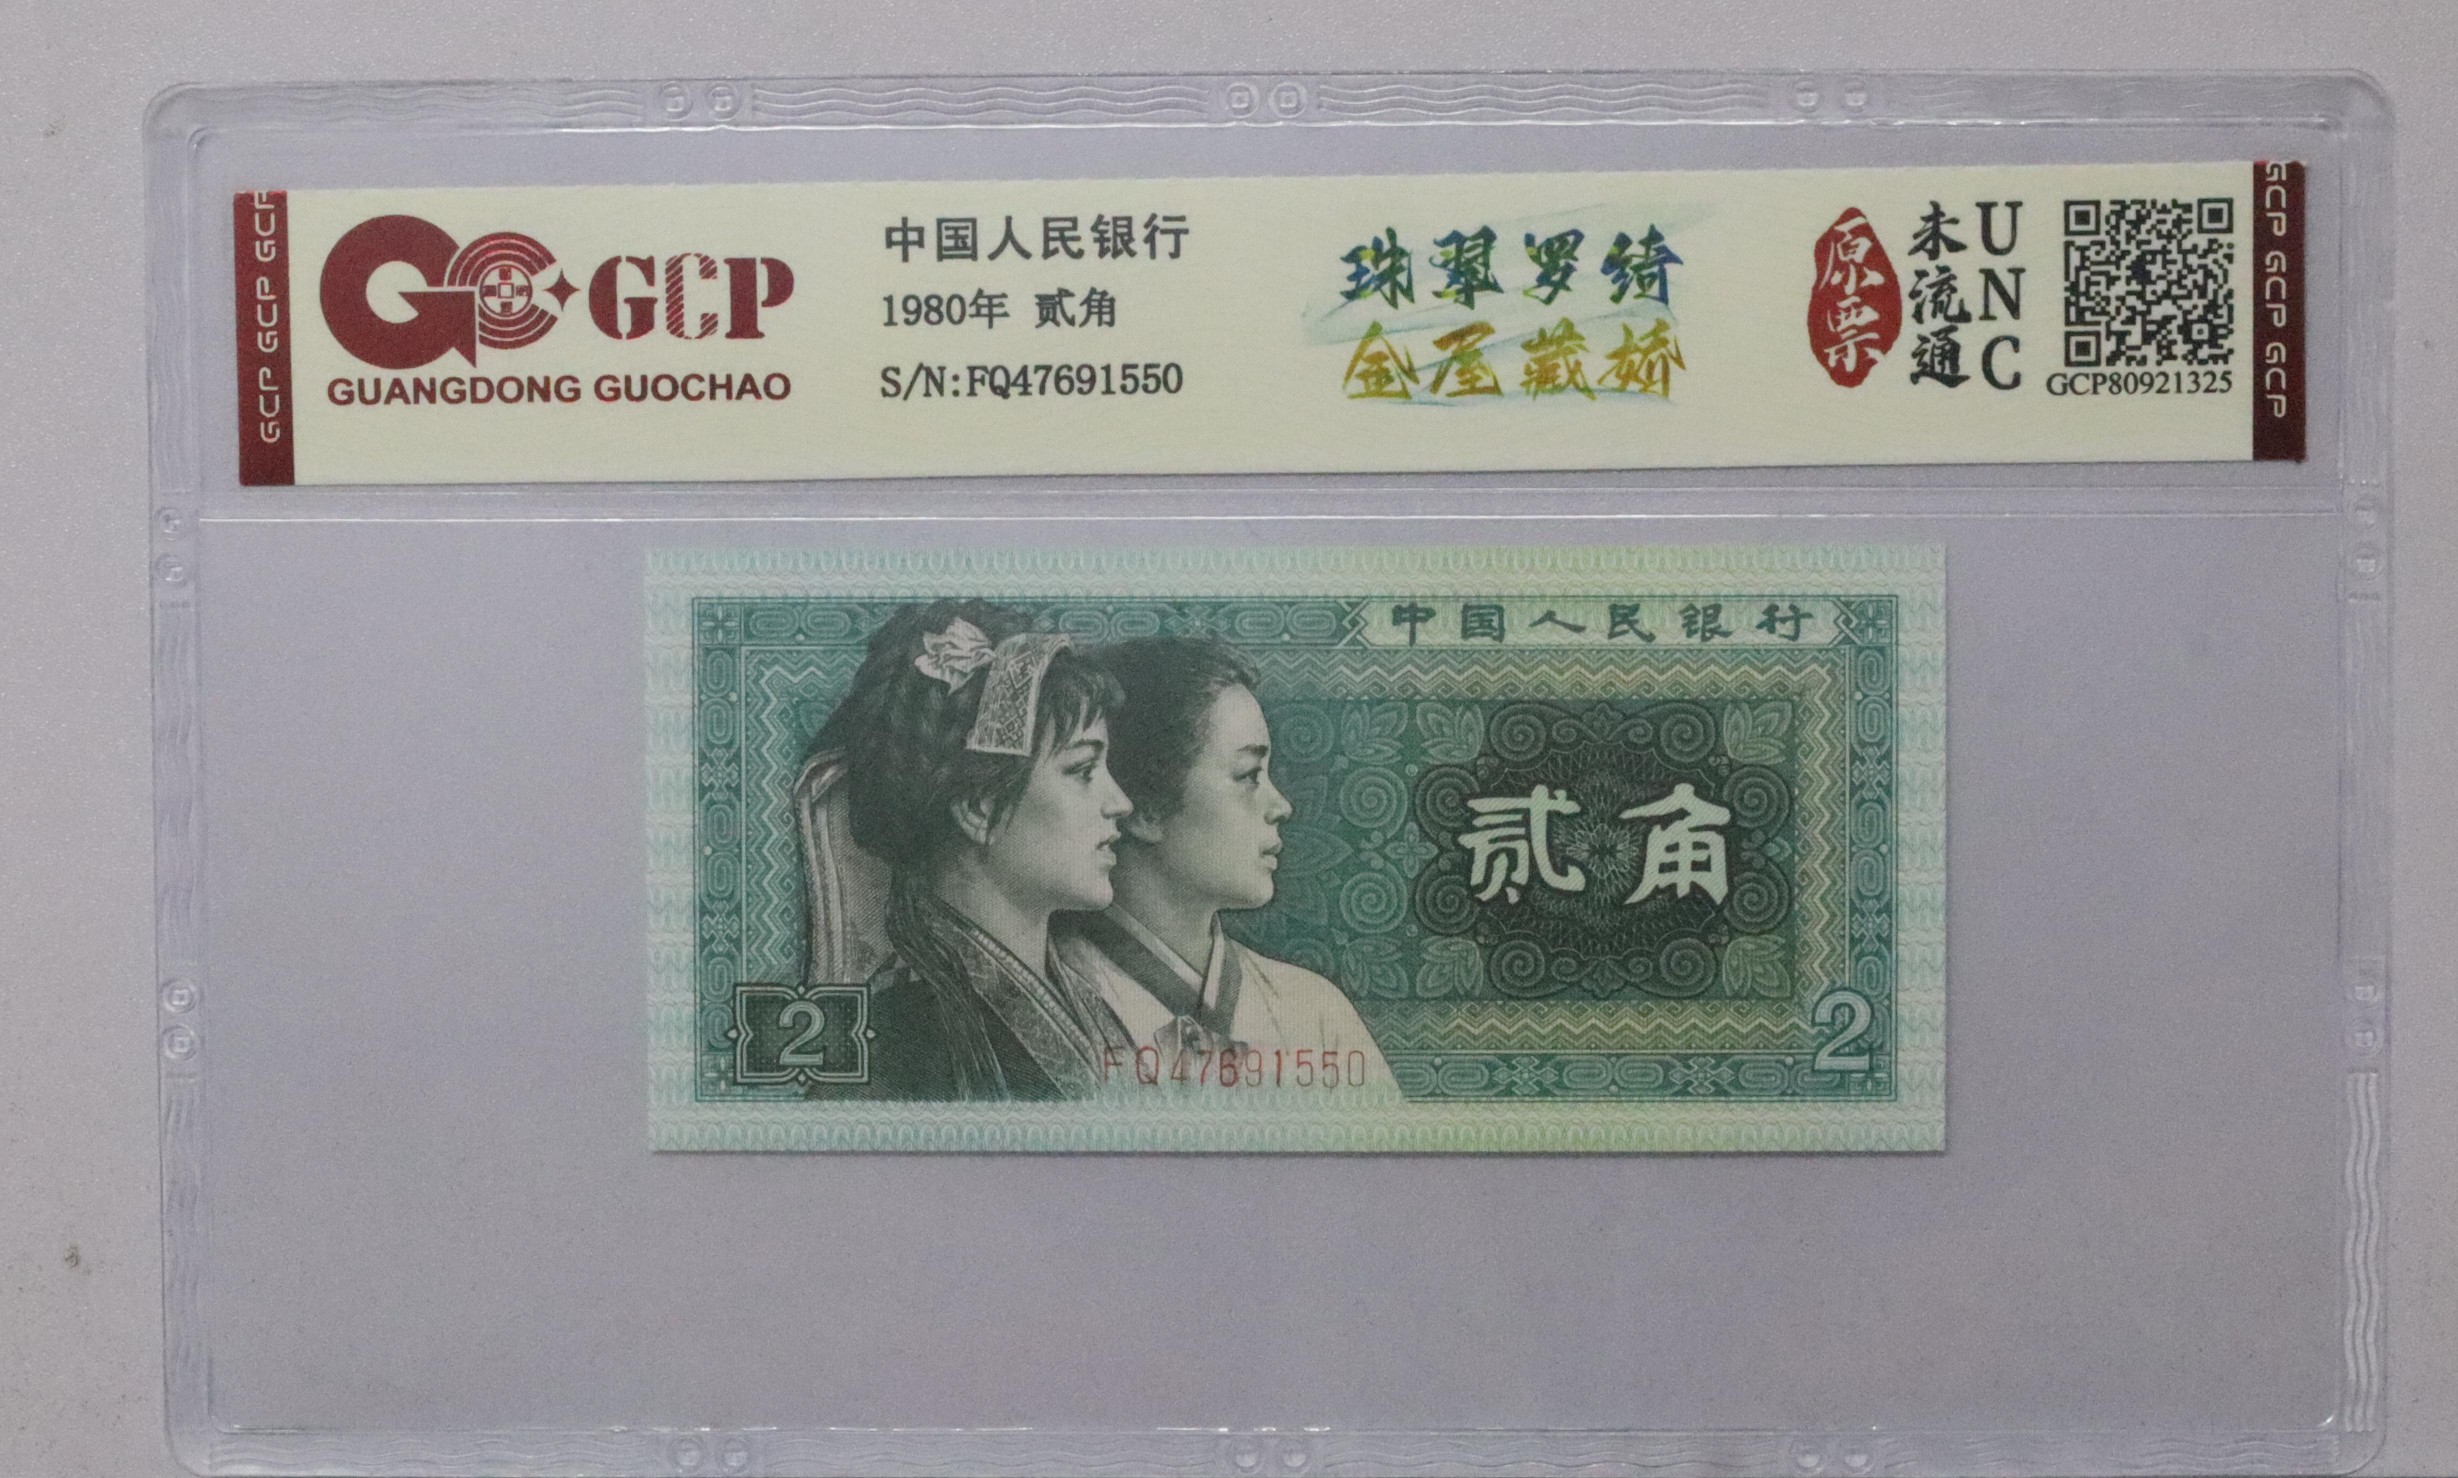 GCP GCP GCP
GCP
GUANGDONG GUOCHAO
中国人民银行
1980年 贰角
S/N:FQ47691550
珠翠罗绮
金屋藏娇
原票
未流通
UNC
GCP80921325
GCP GCP GCP
中国人民银行
贰角
2
2
FQ47691550